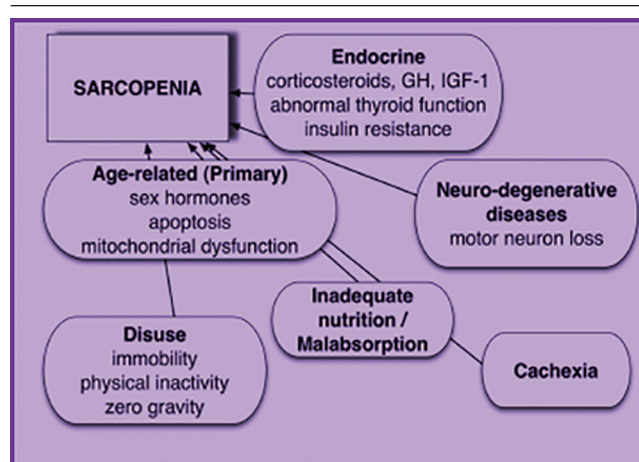 SARCOPENIA
Endocrine
corticosteroids, GH, IGF-1
abnormal thyroid function
insulin resistance
Age-related (Primary)
sex hormones
apoptosis
mitochondrial dysfunction
Neuro-degenerative
diseases
motor neuron loss
Inadequate
nutrition /
Malabsorption
Disuse
immobility
physical inactivity
zero gravity
Cachexia